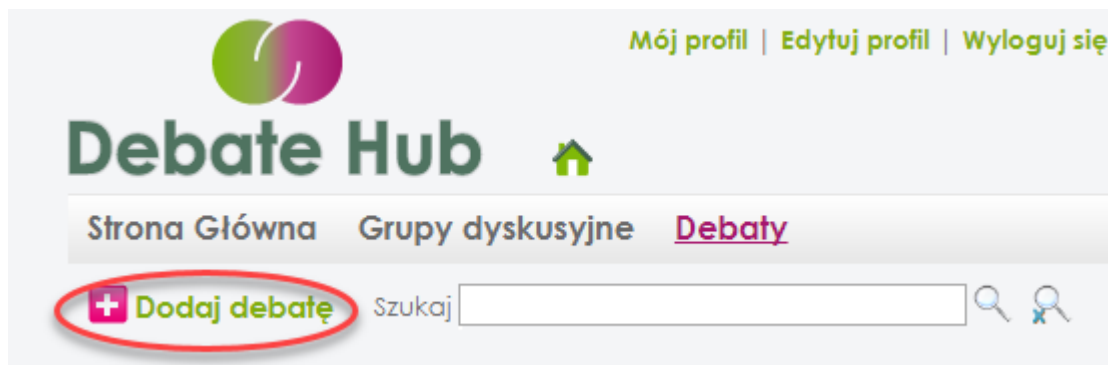 Mój profil | Edytuj profil | Wyloguj się
Debate Hub
Strona Główna Grupy dyskusyjne Debaty
Dodaj debatę Szukaj